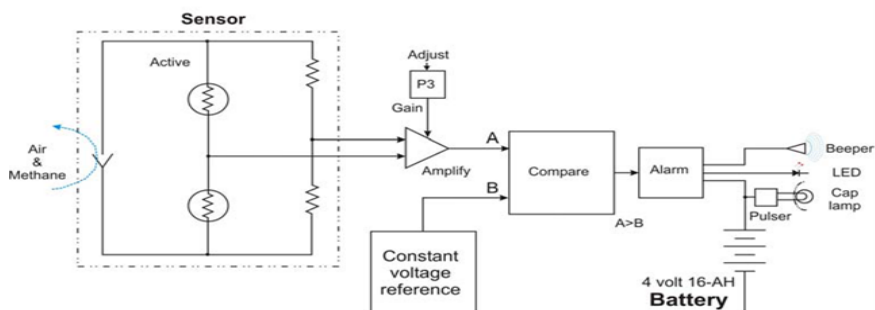 Sensor
Active
Air
&
Methane
Adjust
P3
Gain
Amplify
A
B
Compare
A>B
Constant
voltage
reference
Alarm
Beeper
LED
Cap
lamp
Pulser
4 volt 16-AH
Battery